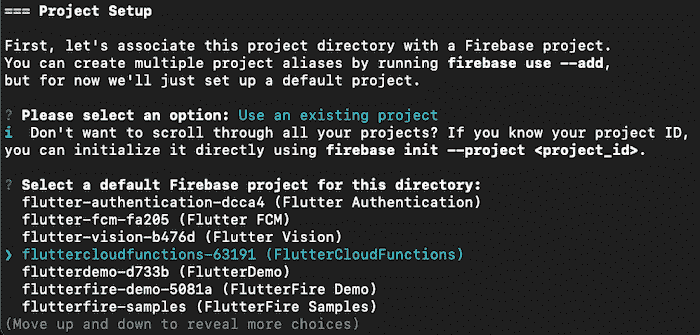 === Project Setup
First, let's associate this project directory with a Firebase project.
You can create multiple project aliases by running firebase use --add,
but for now we'll just set up a default project.
? Please select an option: Use an existing project
i  Don't want to scroll through all your projects? If you know your project ID,
you can initialize it directly using firebase init --project <project_id>.
? Select a default Firebase project for this directory:
flutter-authentication-dcca4 (Flutter Authentication)
flutter-fcm-fa205 (Flutter FCM)
flutter-vision-b476d (Flutter Vision)
❯ fluttercloudfunctions-63191 (FlutterCloudFunctions)
flutterdemo-d733b (FlutterDemo)
flutterfire-demo-5081a (FlutterFire Demo)
flutterfire-samples (FlutterFire Samples)
(Move up and down to reveal more choices)